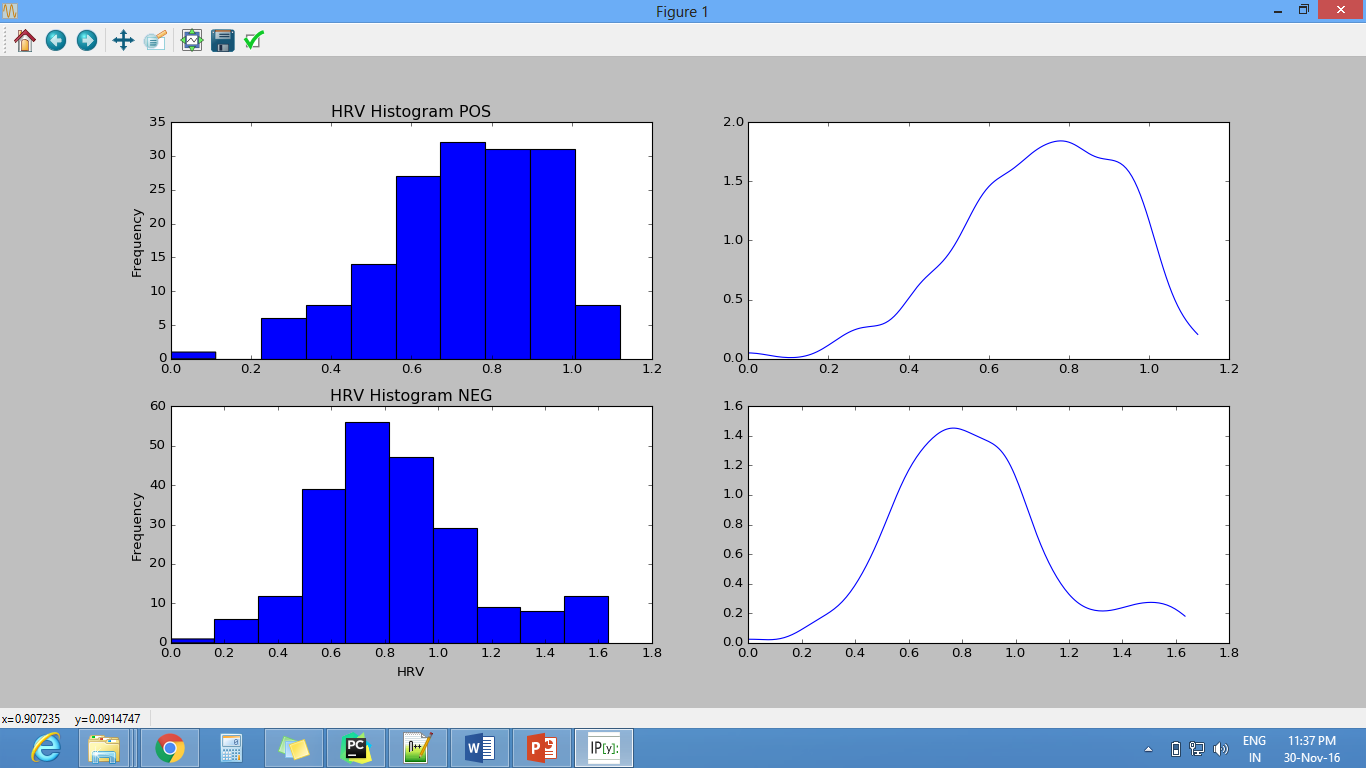 Figure 1
HRV Histogram POS
Frequency
35
30
25
20
15
10
5
0
0.0 0.2 0.4 0.6 0.8 1.0 1.2
2.0
1.5
1.0
0.5
0.0
0.0 0.2 0.4 0.6 0.8 1.0 1.2
HRV Histogram NEG
Frequency
60
50
40
30
20
10
0
0.0 0.2 0.4 0.6 0.8 1.0 1.2 1.4 1.6 1.8
HRV
1.6
1.4
1.2
1.0
0.8
0.6
0.4
0.2
0.0
0.0 0.2 0.4 0.6 0.8 1.0 1.2 1.4 1.6 1.8
x=0.907235 y=0.0914747
PC
W
P
IP[y]:
ENG
IN
11:37 PM
30-Nov-16